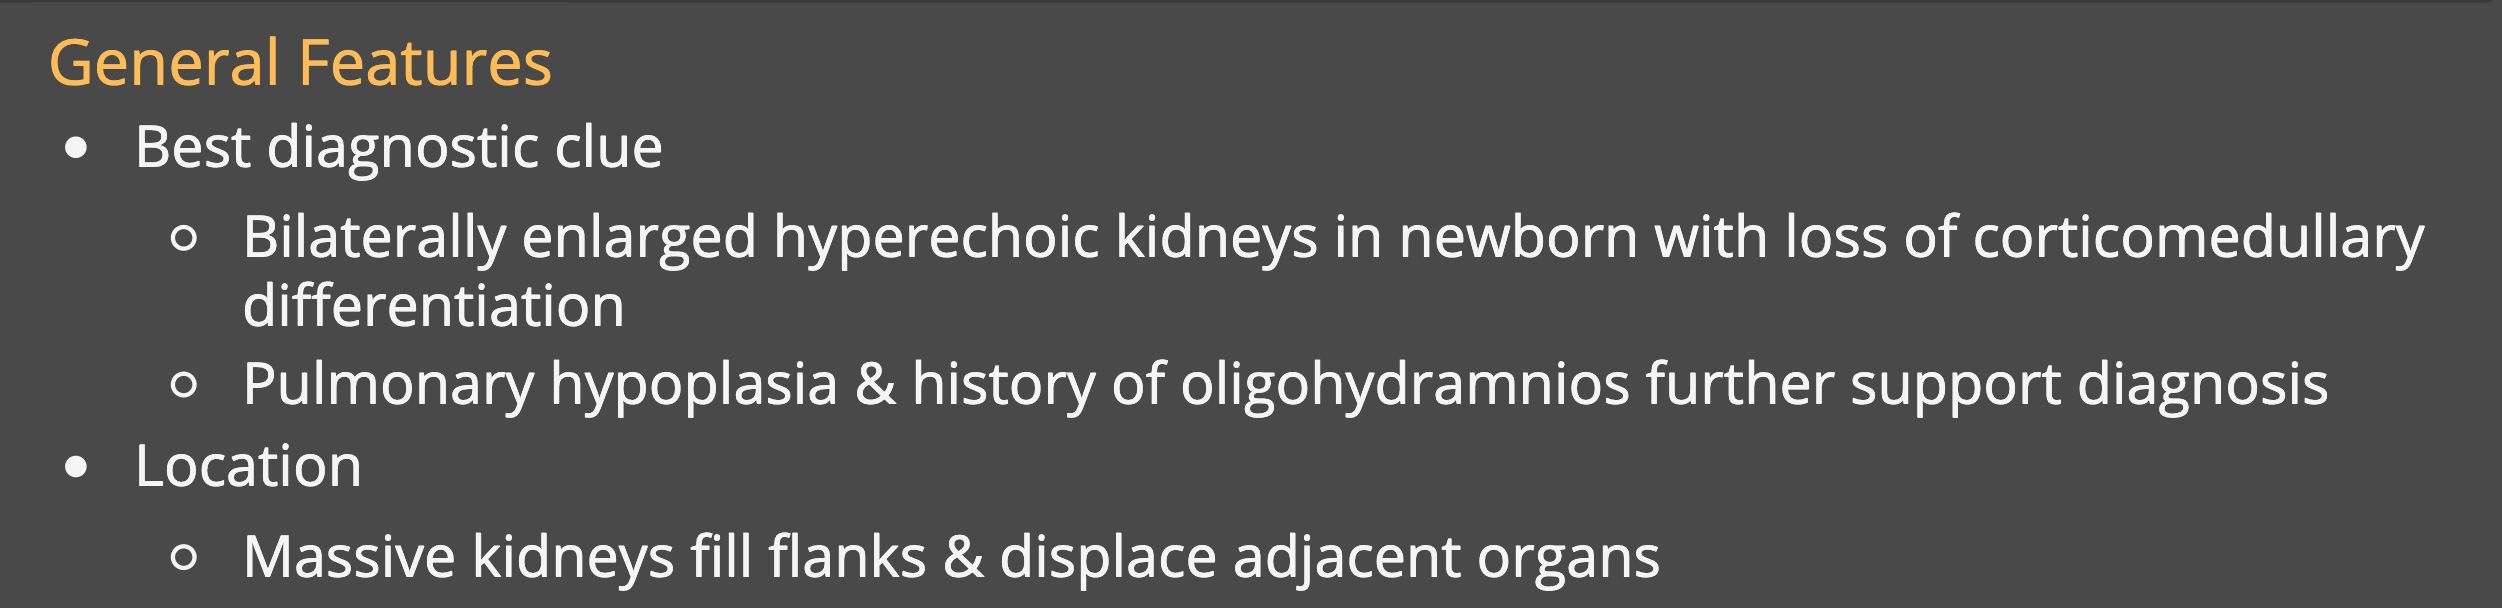 General Features
● Best diagnostic clue
○ Bilaterally enlarged hyperechoic kidneys in newborn with loss of corticomedullary
differentiation
○ Pulmonary hypoplasia & history of oligohydramnios further support diagnosis
● Location
○ Massive kidneys fill flanks & displace adjacent organs